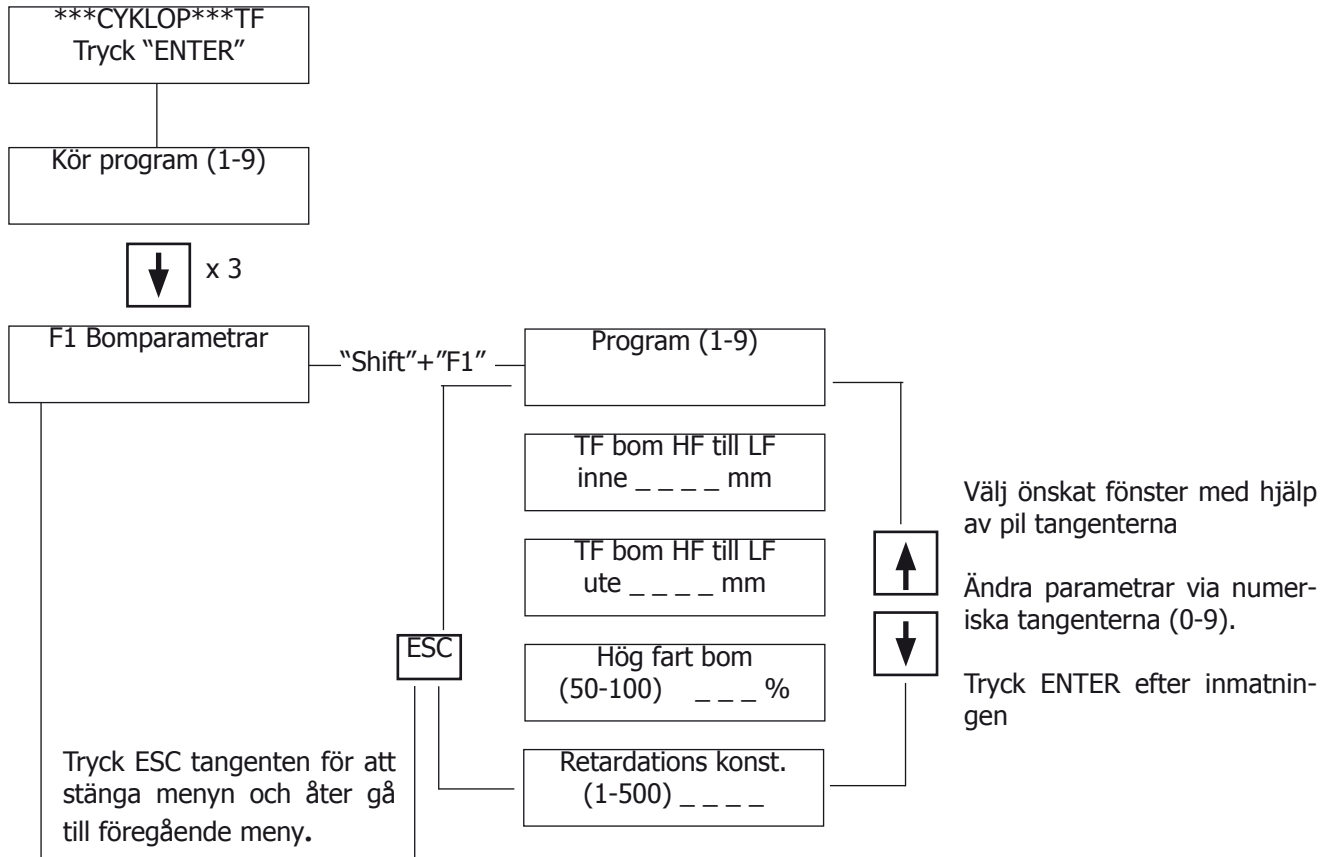 ***CYKLOP***TF
Tryck “ENTER”
Kör program (1-9)
x 3
F1 Bomparametrar
“Shift”+”F1”
Program (1-9)
TF bom HF till LF
inne _ _ _ _ mm
TF bom HF till LF
ute _ _ _ _ mm
Hög fart bom
(50-100) _ _ _ %
Retardations konst.
(1-500) _ _ _ _
ESC
Välj önskat fönster med hjälp
av pil tangenterna
Ändra parametrar via numer-
iska tangenterna (0-9).
Tryck ENTER efter inmatnin-
gen
Tryck ESC tangenten för att
stänga menyn och åter gå
till föregående meny.